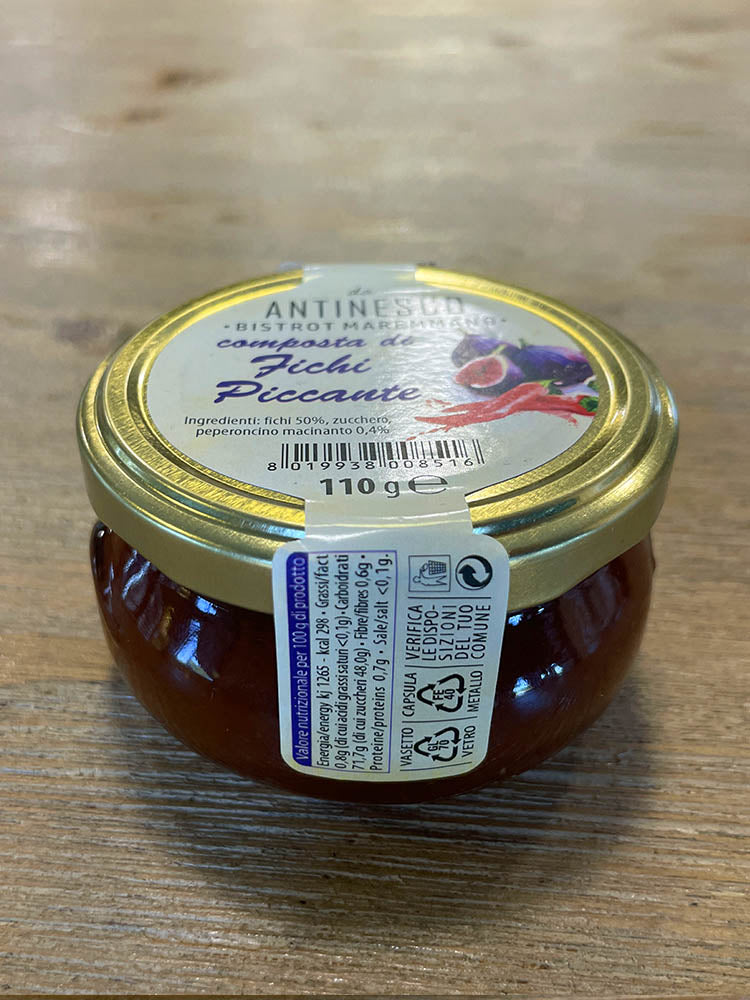 da
ANTINESCO
• BISTROT MAREMMANO •
composta di
Fichi
Piccante
Ingredienti: fichi 50%, zucchero,
peperoncino macinanto 0,4%
8 019938 008516
110 g e
Valore nutrizionale per 100 g di prodotto
Energia/energy kj 1265 - kcal 298 • Grassi/fact
0,8g (di cui acidi grassi saturi <0,1g) • Carboidrati
71,7g (di cui zuccheri 48,0g) • Fibre/fibres 0,6g •
Proteine/proteins 0,7g • Sale/salt <0,1g.
VASETTO
GL
70
VETRO
CAPSULA
FE
40
METALLO
VERIFICA
LE DISPO-
SIZIONI
DEL TUO
COMUNE